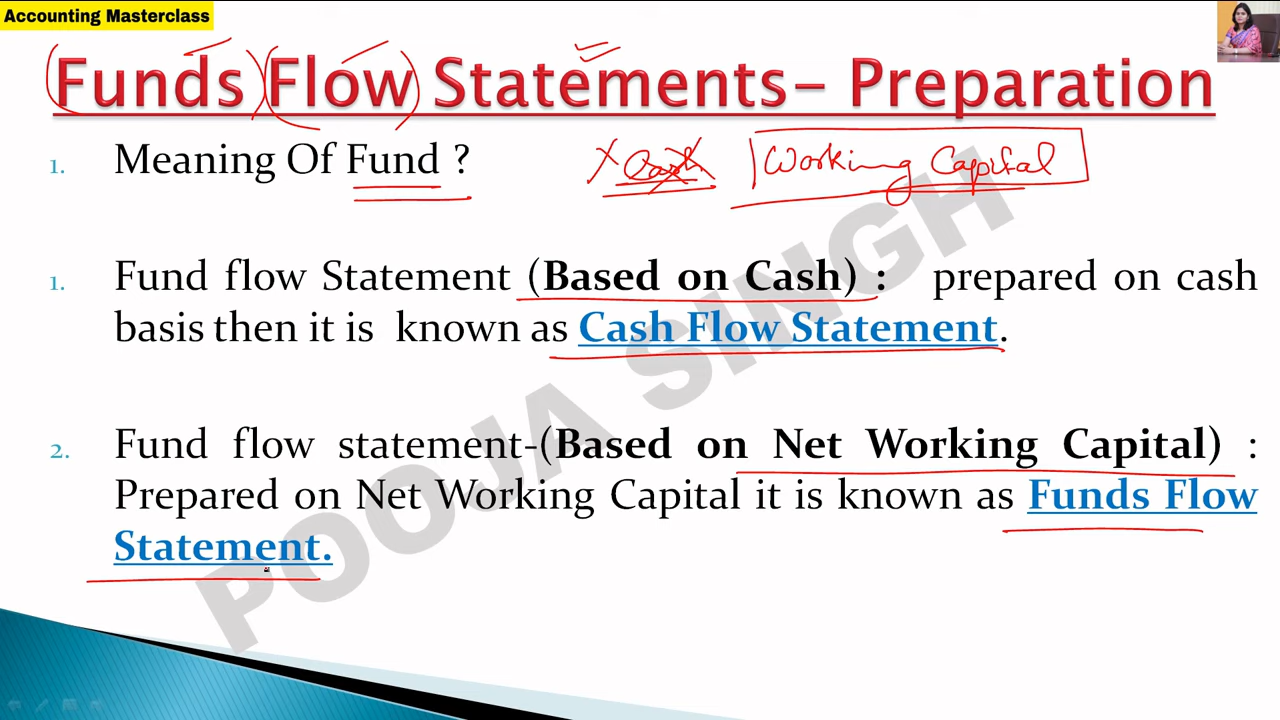 Accounting Masterclass
Funds Flow Statements- Preparation
1. Meaning Of Fund ? X Cash Working Capital
1. Fund flow Statement (Based on Cash) : prepared on cash
basis then it is known as Cash Flow Statement.
2. Fund flow statement-(Based on Net Working Capital) :
Prepared on Net Working Capital it is known as Funds Flow
Statement.
POOJA SINGH